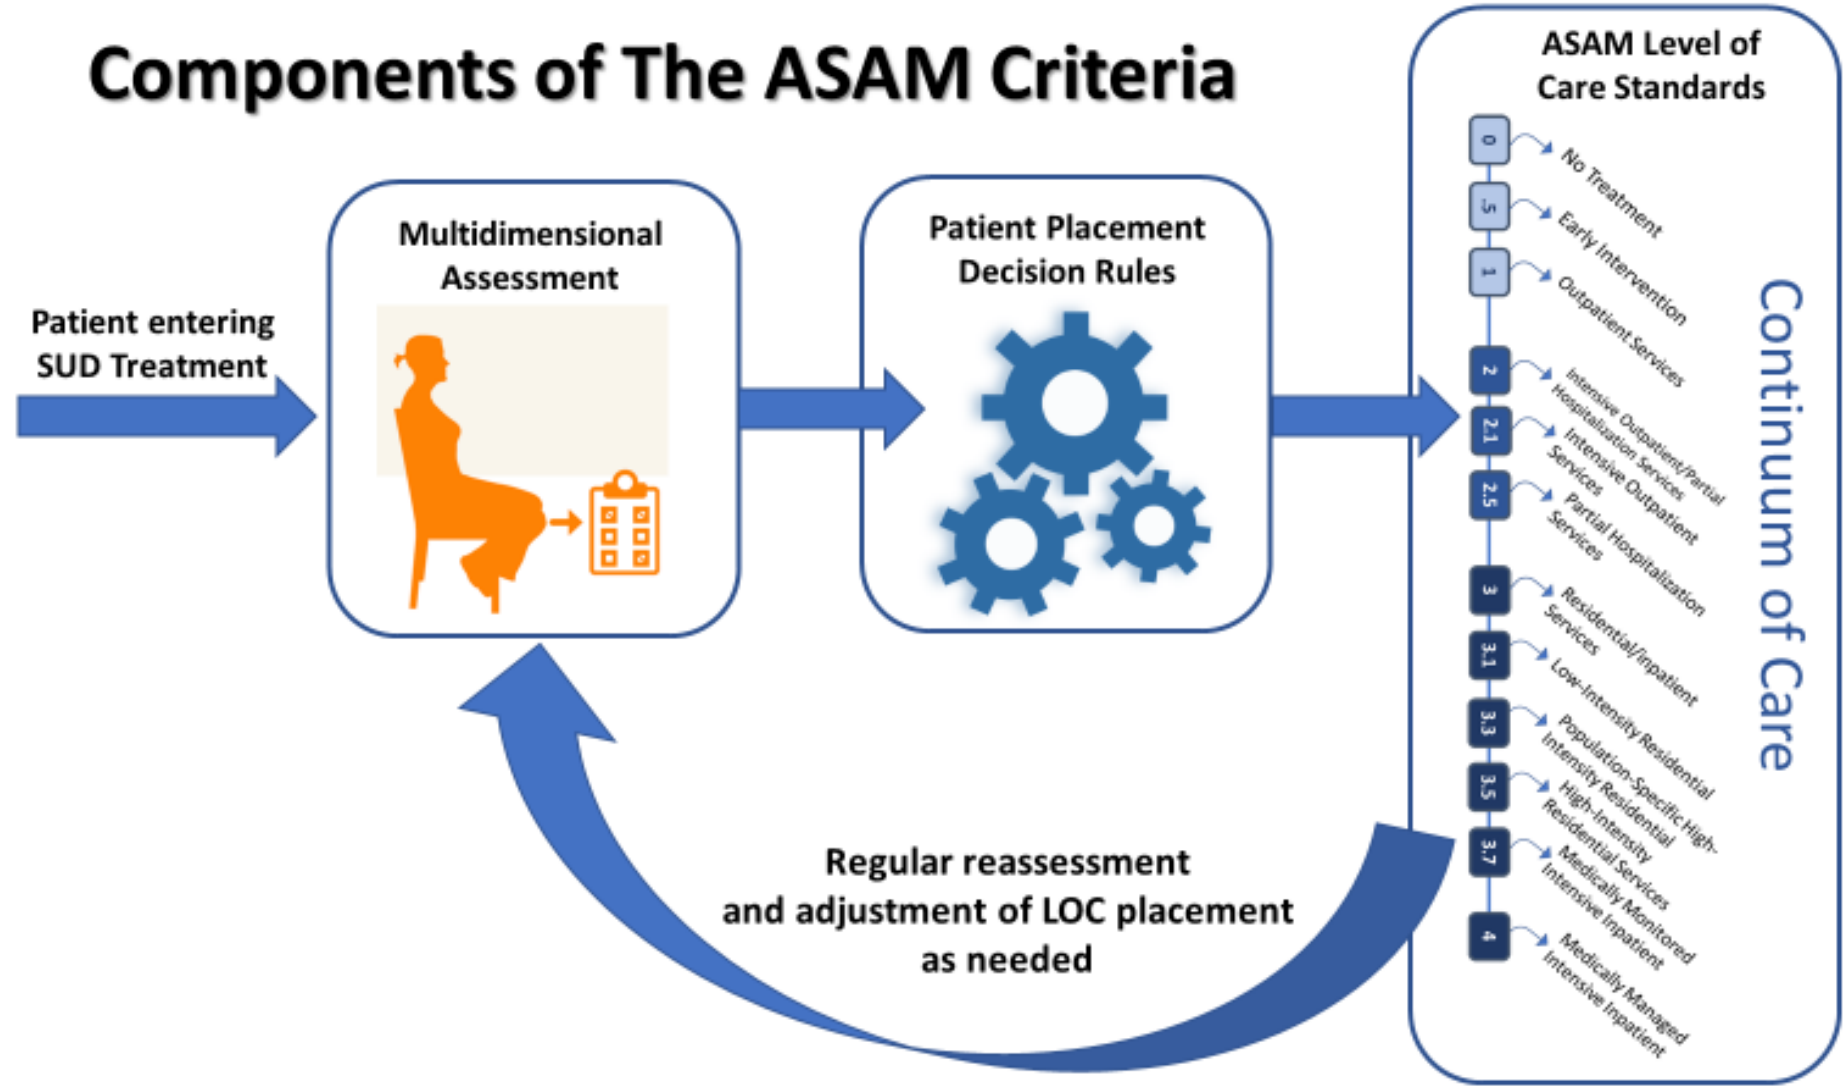 Components of The ASAM Criteria
Patient entering
SUD Treatment
Multidimensional
Assessment
Patient Placement
Decision Rules
ASAM Level of
Care Standards
0
No Treatment
.5
Early Intervention
1
Outpatient Services
2
Intensive Outpatient/Partial
Hospitalization Services
2.1
Intensive Outpatient
Services
2.5
Partial Hospitalization
Services
3
Residential/inpatient
Services
3.1
Low-Intensity Residential
3.3
Population-Specific High-
Intensity Residential
3.5
High-Intensity
Residential Services
3.7
Medically Monitored
Intensive Inpatient
4
Medically Managed
Intensive Inpatient
Continuum of Care
Regular reassessment
and adjustment of LOC placement
as needed